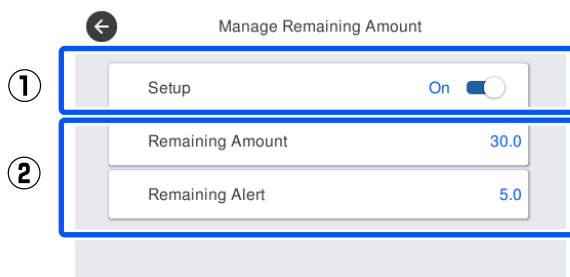 Manage Remaining Amount
①
Setup On
②
Remaining Amount 30.0
Remaining Alert 5.0